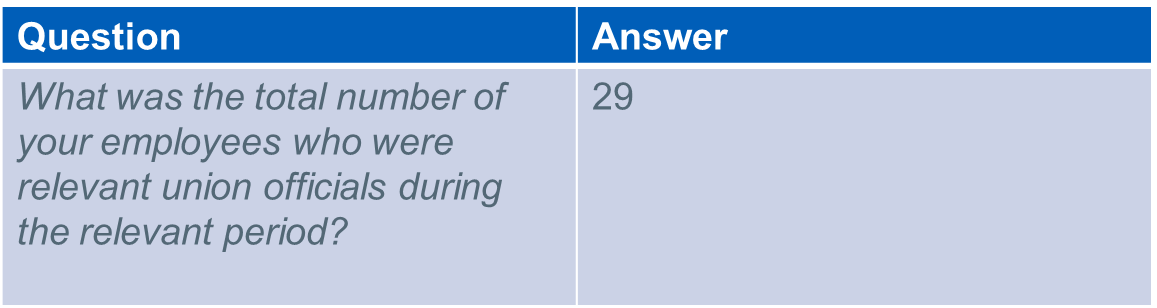 Question Answer
What was the total number of 29
your employees who were
relevant union officials during
the relevant period?